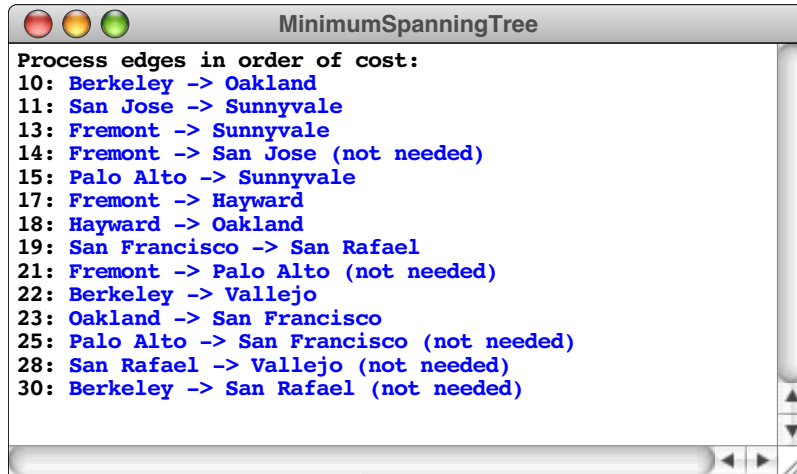 MinimumSpanningTree
Process edges in order of cost:
10: Berkeley -> Oakland
11: San Jose -> Sunnyvale
13: Fremont -> Sunnyvale
14: Fremont -> San Jose (not needed)
15: Palo Alto -> Sunnyvale
17: Fremont -> Hayward
18: Hayward -> Oakland
19: San Francisco -> San Rafael
21: Fremont -> Palo Alto (not needed)
22: Berkeley -> Vallejo
23: Oakland -> San Francisco
25: Palo Alto -> San Francisco (not needed)
28: San Rafael -> Vallejo (not needed)
30: Berkeley -> San Rafael (not needed)